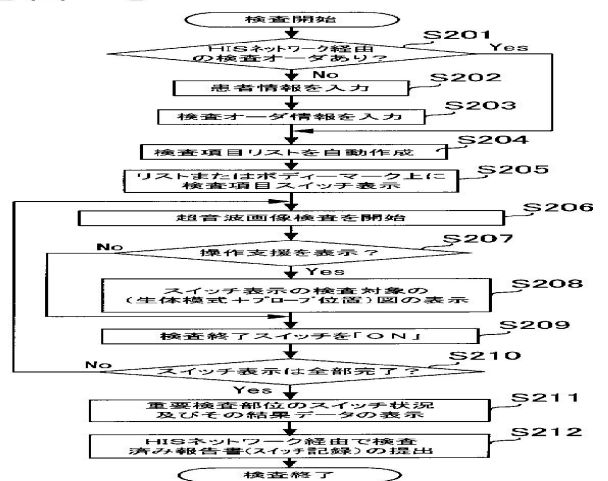 検査開始
S201
HISネットワーク経由
の検査オーダあり?
Yes
No
S202
患者情報を入力
S203
検査オーダ情報を入力
S204
検査項目リストを自動作成
S205
リストまたはボディーマーク上に
検査項目スイッチ表示
S206
超音波画像検査を開始
S207
No
操作支援を表示?
Yes
S208
スイッチ表示の検査対象の
(生体模式+プローブ位置)図の表示
S209
検査終了スイッチを「ON」
S210
No
スイッチ表示は全部完了?
Yes
S211
重要検査部位のスイッチ状況
及びその結果データの表示
S212
HISネットワーク経由で検査
済み報告書(スイッチ記録)の提出
検査終了